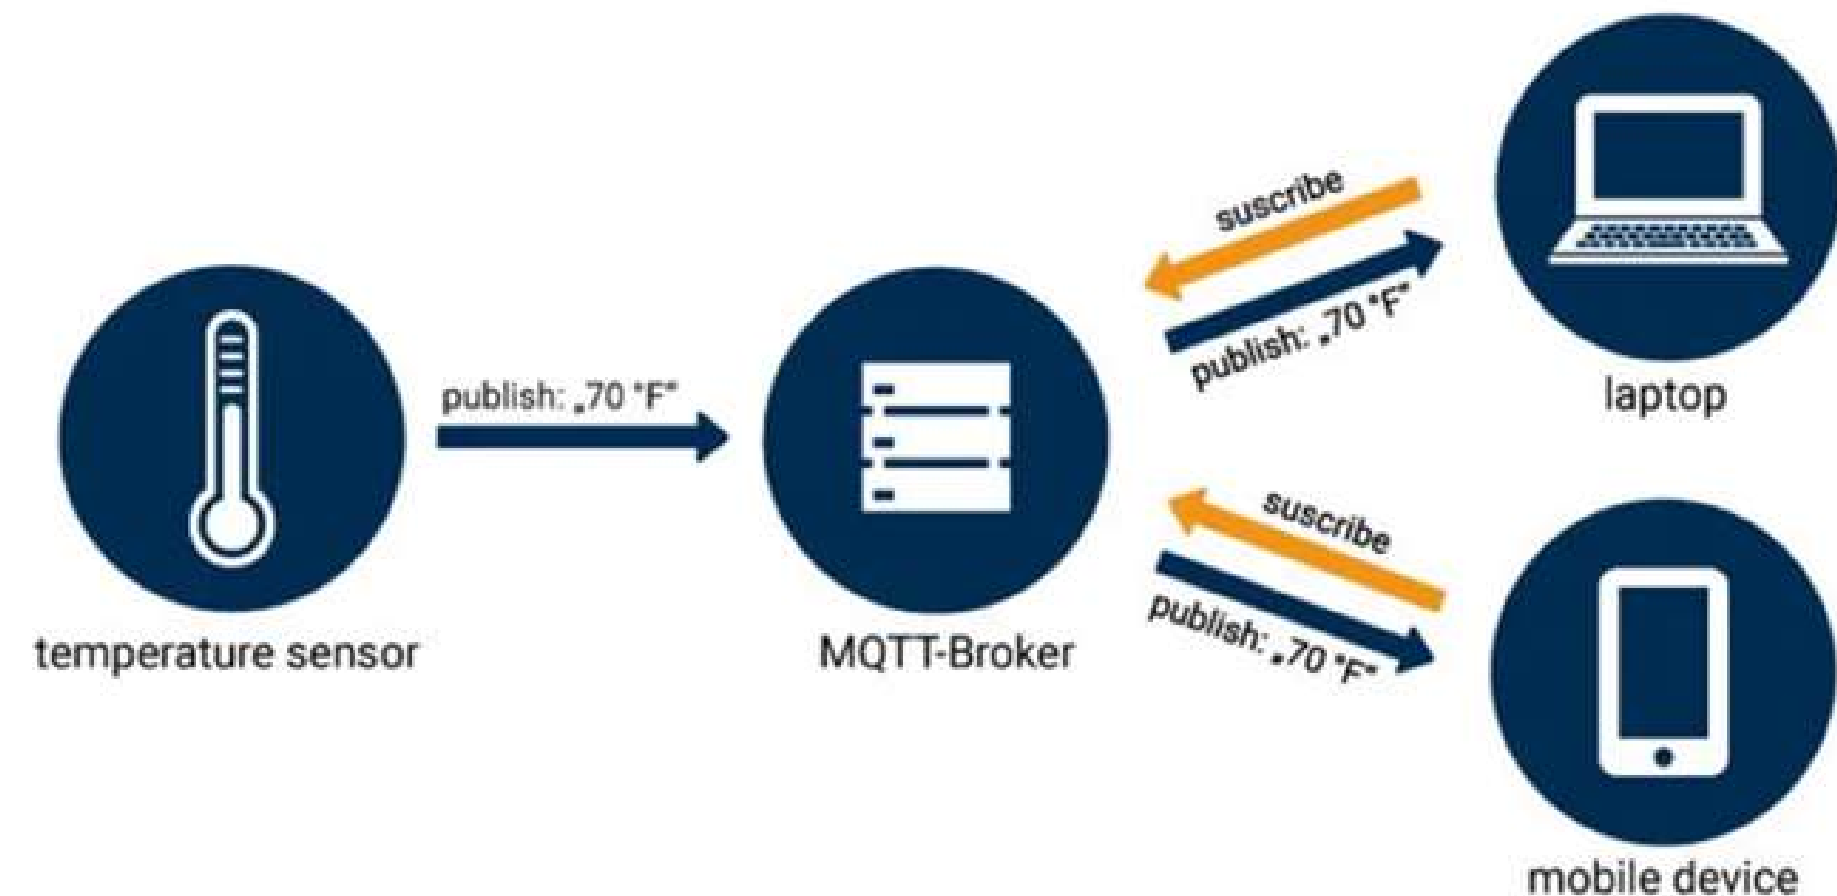 suscribe
publish: „70 °F“
laptop
publish: „70 °F“
temperature sensor
MQTT-Broker
suscribe
publish: „70 °F“
mobile device